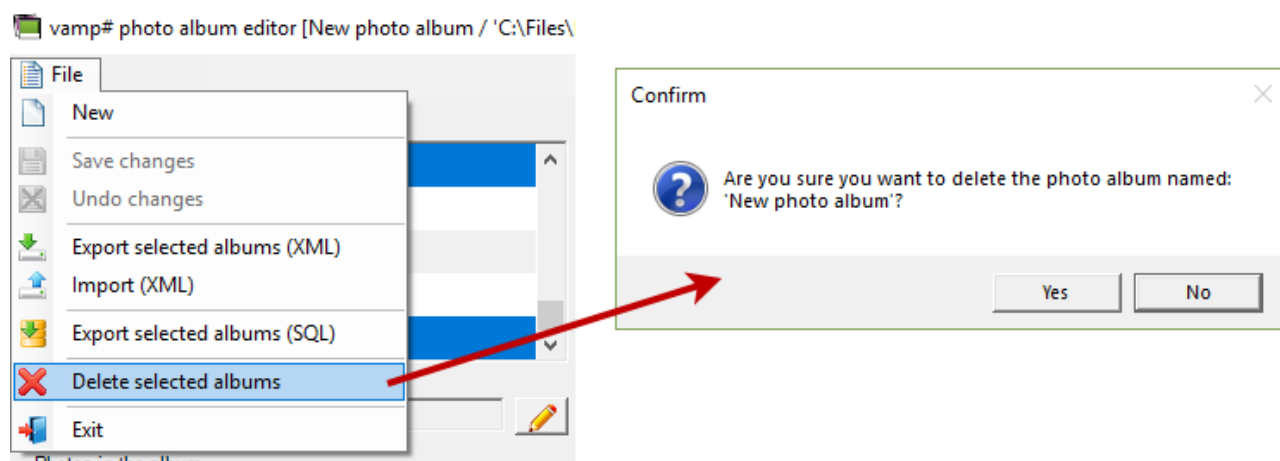 vamp# photo album editor [New photo album / 'C:\Files\
File
New
Save changes
Undo changes
Export selected albums (XML)
Import (XML)
Export selected albums (SQL)
Delete selected albums
Exit
Confirm
Are you sure you want to delete the photo album named:
'New photo album'?
Yes
No